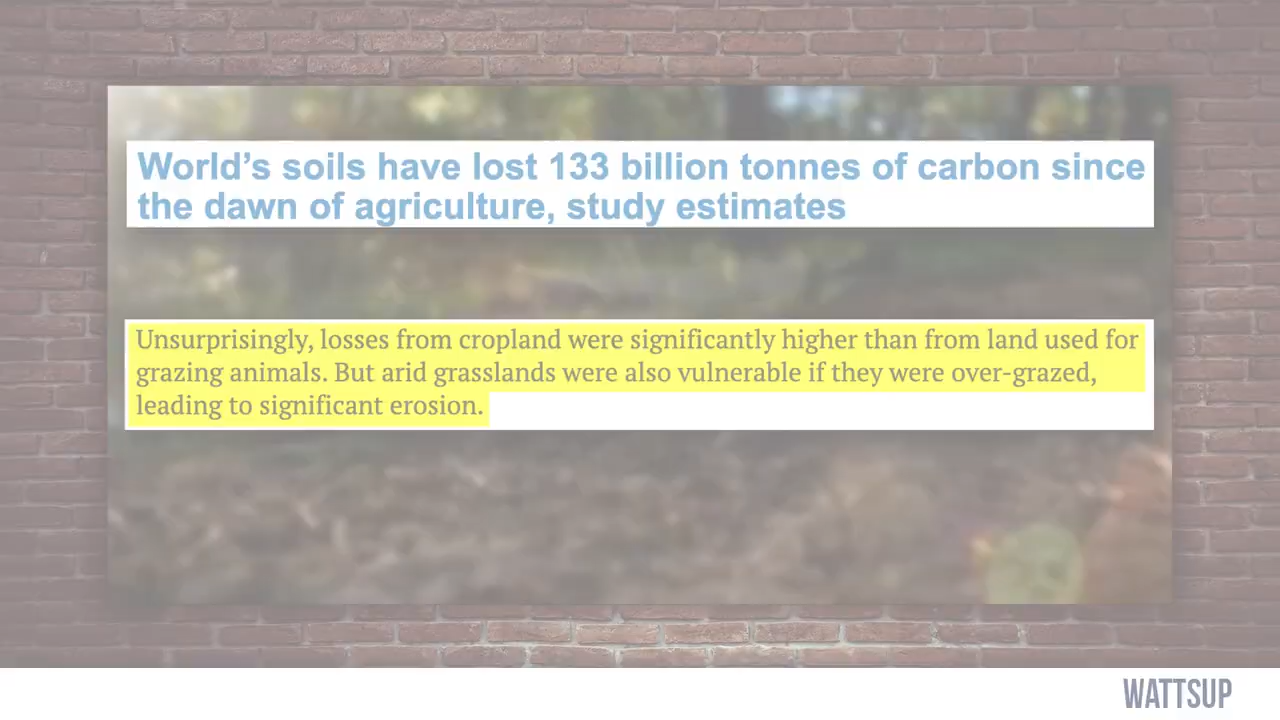 World's soils have lost 133 billion tonnes of carbon since
the dawn of agriculture, study estimates
Unsurprisingly, losses from cropland were significantly higher than from land used for
grazing animals. But arid grasslands were also vulnerable if they were over-grazed,
leading to significant erosion.
WATTSUP